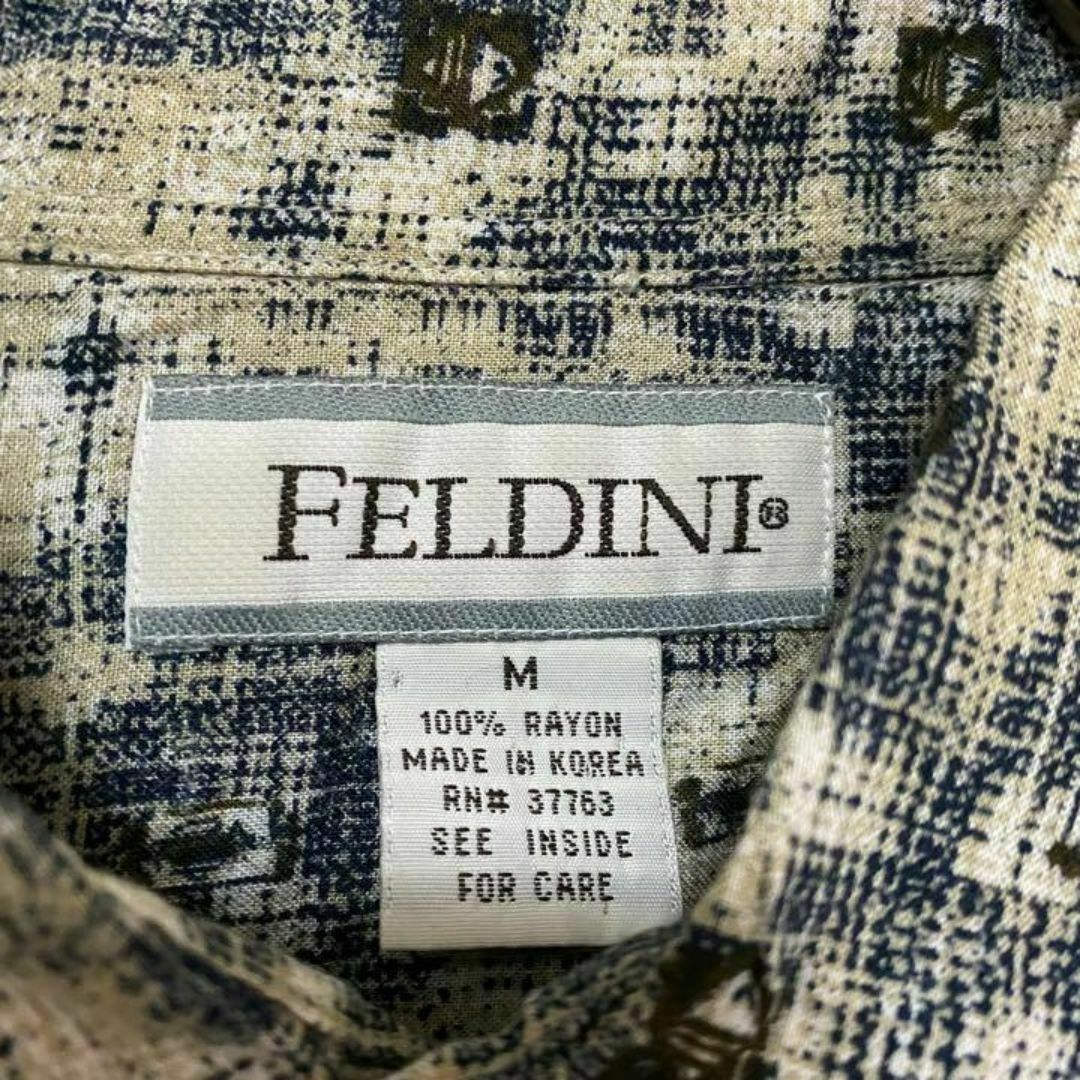 FELDINI®
M
100% RAYON
MADE IN KOREA
RN# 37763
SEE INSIDE
FOR CARE